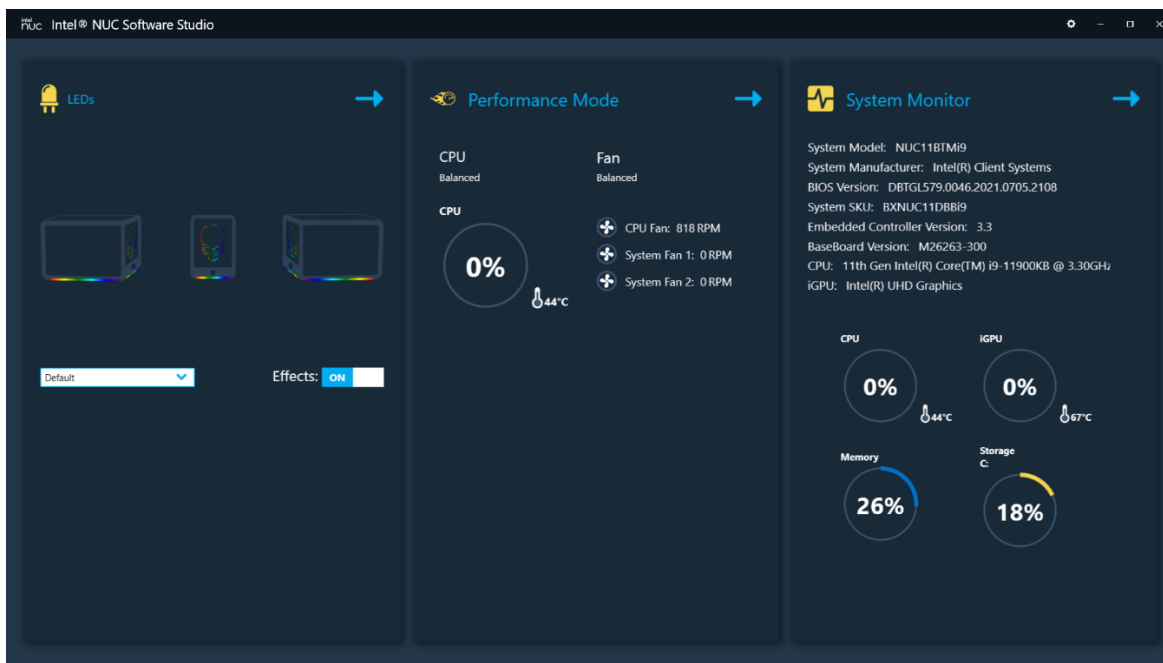 intel nuc Intel® NUC Software Studio
LEDs
Default
Effects: ON
Performance Mode
CPU
Balanced
Fan
Balanced
CPU
0%
44°C
CPU Fan: 818 RPM
System Fan 1: 0 RPM
System Fan 2: 0 RPM
System Monitor
System Model: NUC11BTMi9
System Manufacturer: Intel(R) Client Systems
BIOS Version: DBTGL579.0046.2021.0705.2108
System SKU: BXNUC11DBBi9
Embedded Controller Version: 3.3
BaseBoard Version: M26263-300
CPU: 11th Gen Intel(R) Core(TM) i9-11900KB @ 3.30GHz
iGPU: Intel(R) UHD Graphics
CPU
0%
44°C
iGPU
0%
67°C
Memory
26%
Storage
C:
18%